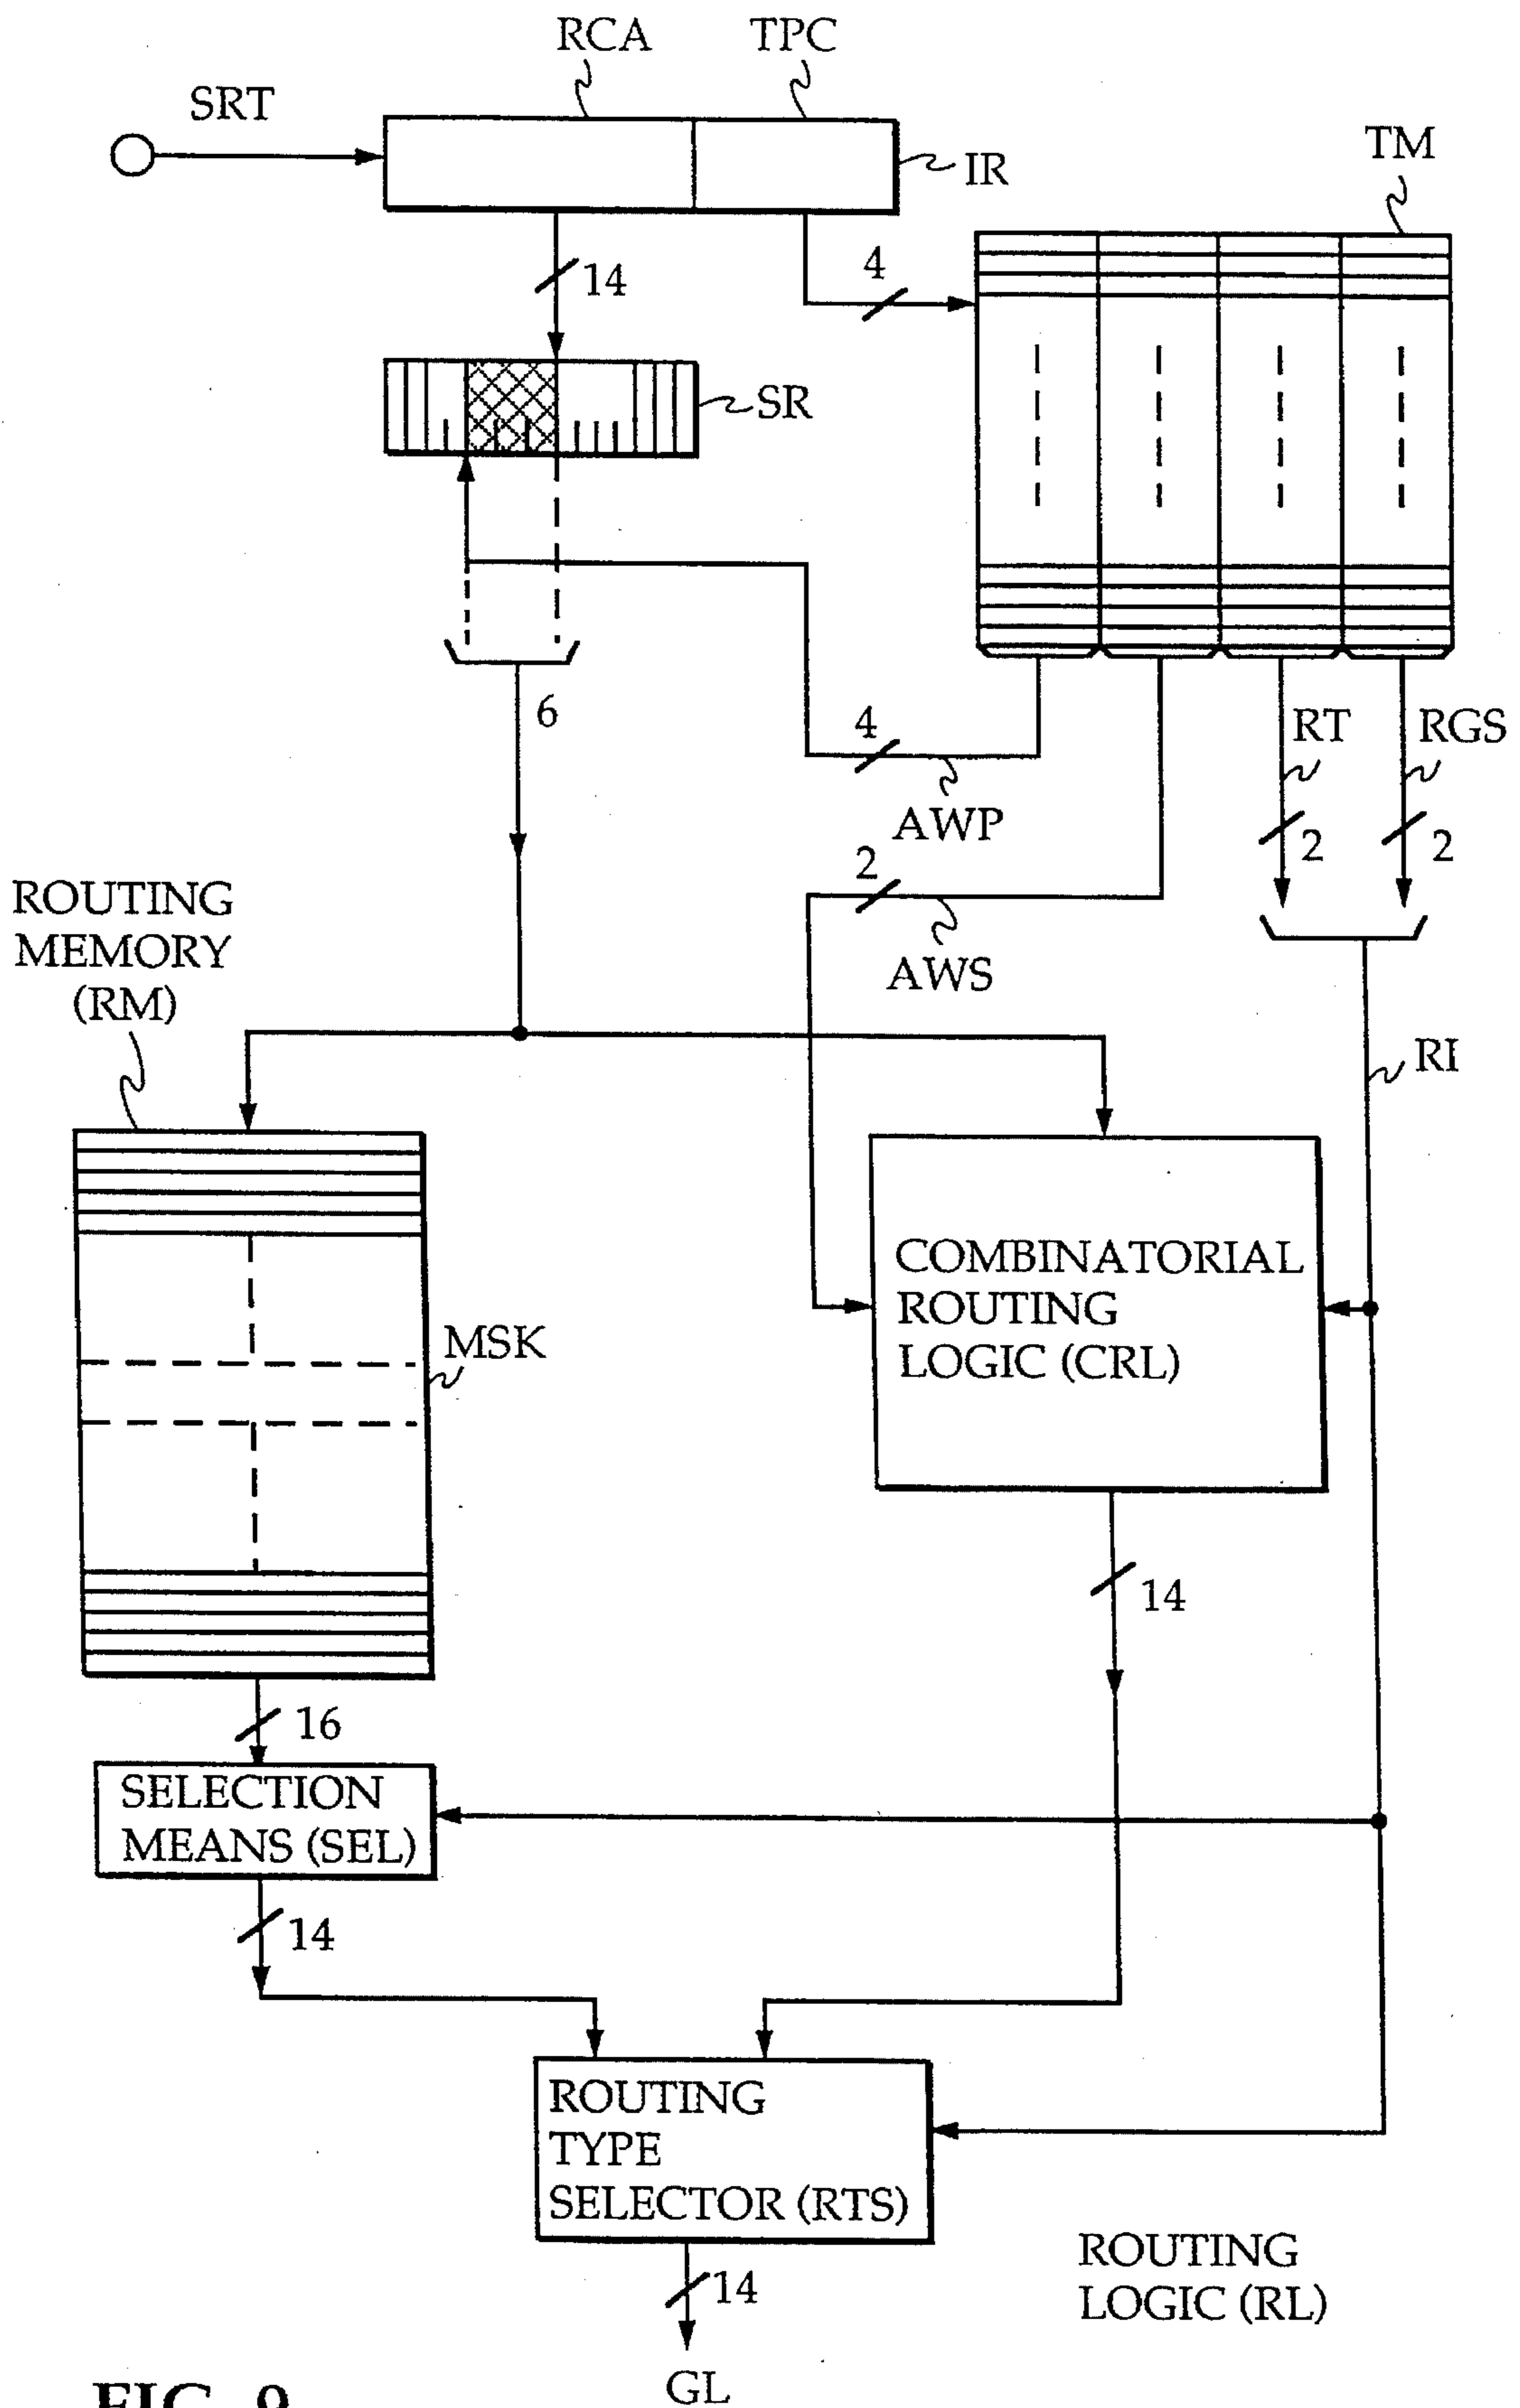 RCA
TPC
SRT
IR
TM
14
4
SR
6
4
AWP
RT
RGS
2
2
2
AWS
ROUTING
MEMORY
(RM)
RI
COMBINATORIAL
ROUTING
LOGIC (CRL)
MSK
14
16
SELECTION
MEANS (SEL)
14
ROUTING
TYPE
SELECTOR (RTS)
ROUTING
LOGIC (RL)
14
GL
FIG. 9